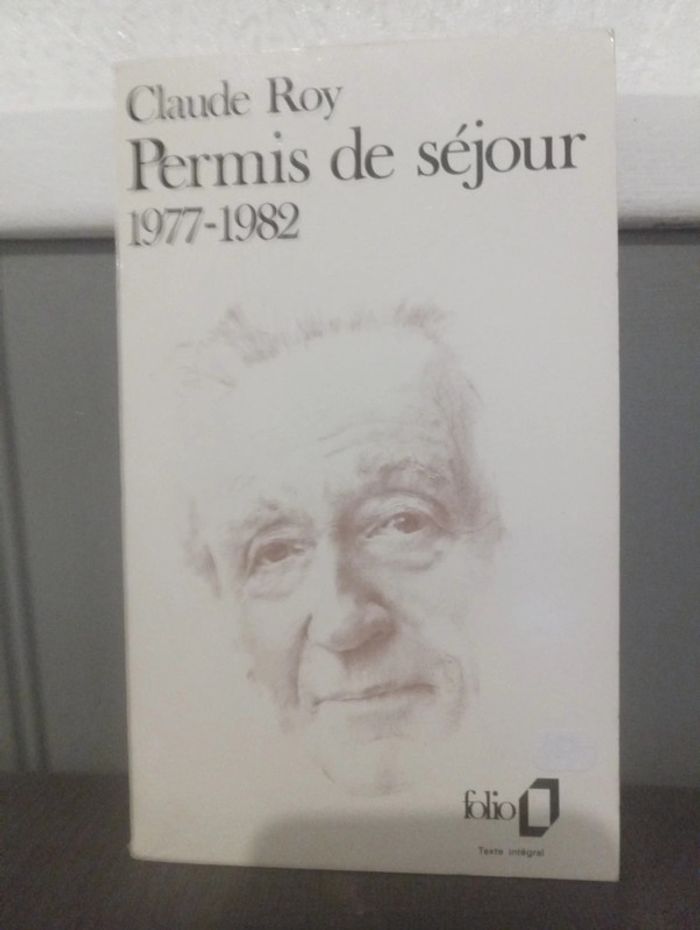 Claude Roy
Permis de séjour
1977-1982
folio
Texte intégral